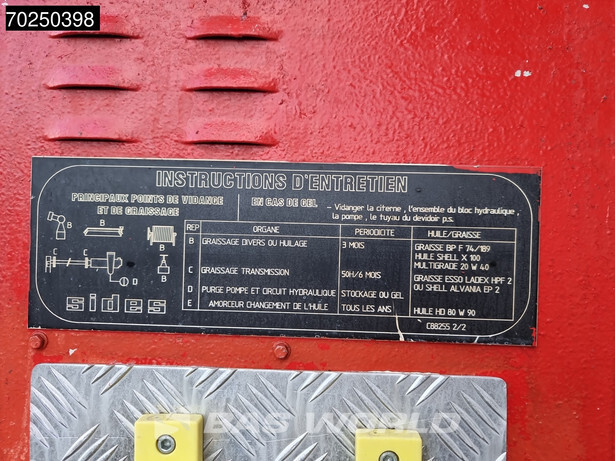 70250398
INSTRUCTIONS D'ENTRETIEN
PRINCIPAUX POINTS DE VIDANGE
ET DE GRAISSAGE
EN CAS DE GEL
- Vidanger la citerne, l'ensemble du bloc hydraulique,
la pompe, le tuyau du devidoir p.s.
B
B
B
E D
C B
B
Sides
REP ORGANE PERIODICITE HUILE/GRAISSE
B GRAISSAGE DIVERS OU HUILAGE 3 MOIS GRAISSE BP F 74/189
HUILE SHELL X 100
MULTIGRADE 20 W 40
C GRAISSAGE TRANSMISSION 50H/6 MOIS GRAISSE ESSO LADEX HPF 2
OU SHELL ALVANIA EP 2
D PURGE POMPE ET CIRCUIT HYDRAULIQUE STOCKAGE OU GEL
E AMORCEUR CHANGEMENT DE L'HUILE TOUS LES ANS HUILE HD 80 W 90
C88255 2/2
BAS WORLD